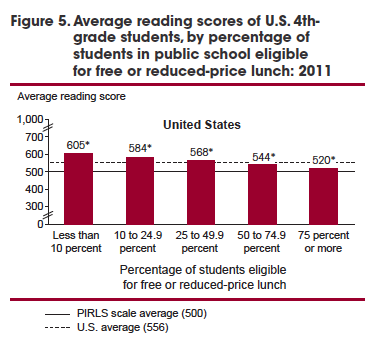 Figure 5. Average reading scores of U.S. 4th-
grade students, by percentage of
students in public school eligible
for free or reduced-price lunch: 2011
Average reading score
United States
1,000
700
600
500
400
300
0
605*
584*
568*
544*
520*
Less than
10 percent
10 to 24.9
percent
25 to 49.9
percent
50 to 74.9
percent
75 percent
or more
Percentage of students eligible
for free or reduced-price lunch
PIRLS scale average (500)
U.S. average (556)